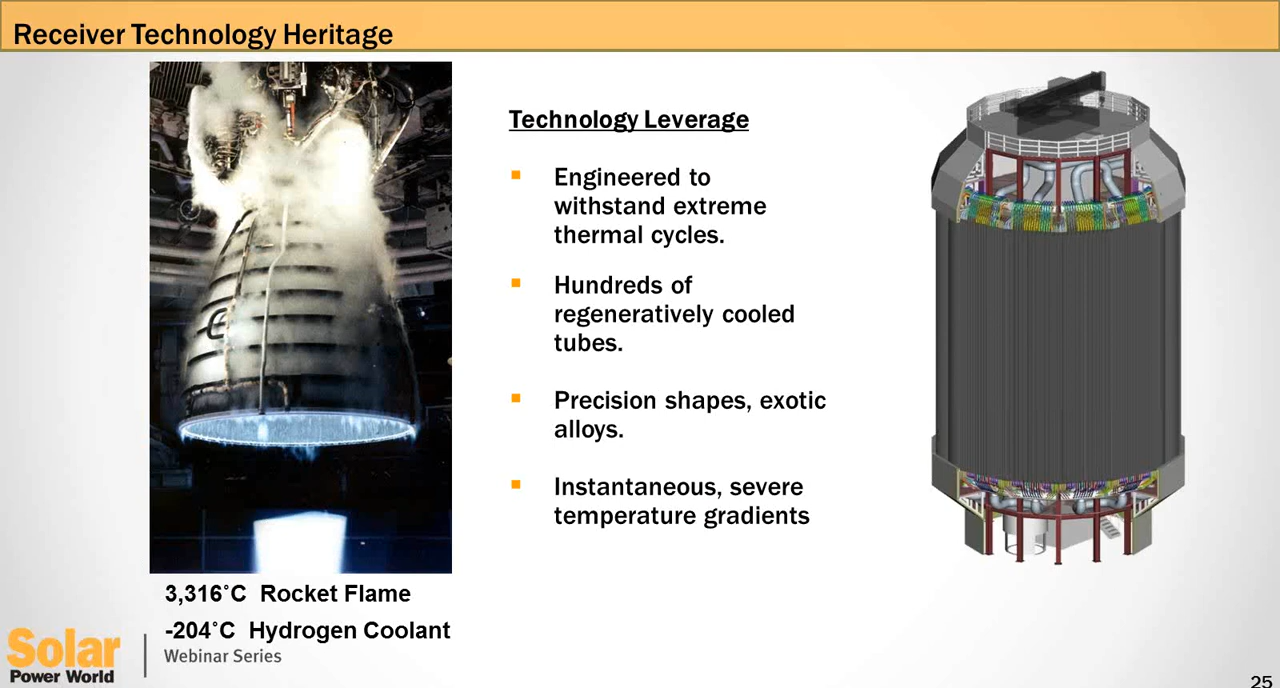 Receiver Technology Heritage
Technology Leverage
Engineered to
withstand extreme
thermal cycles.
Hundreds of
regeneratively cooled
tubes.
Precision shapes, exotic
alloys.
Instantaneous, severe
temperature gradients
3,316˚C Rocket Flame
-204˚C Hydrogen Coolant
Solar
Power World
Webinar Series
25